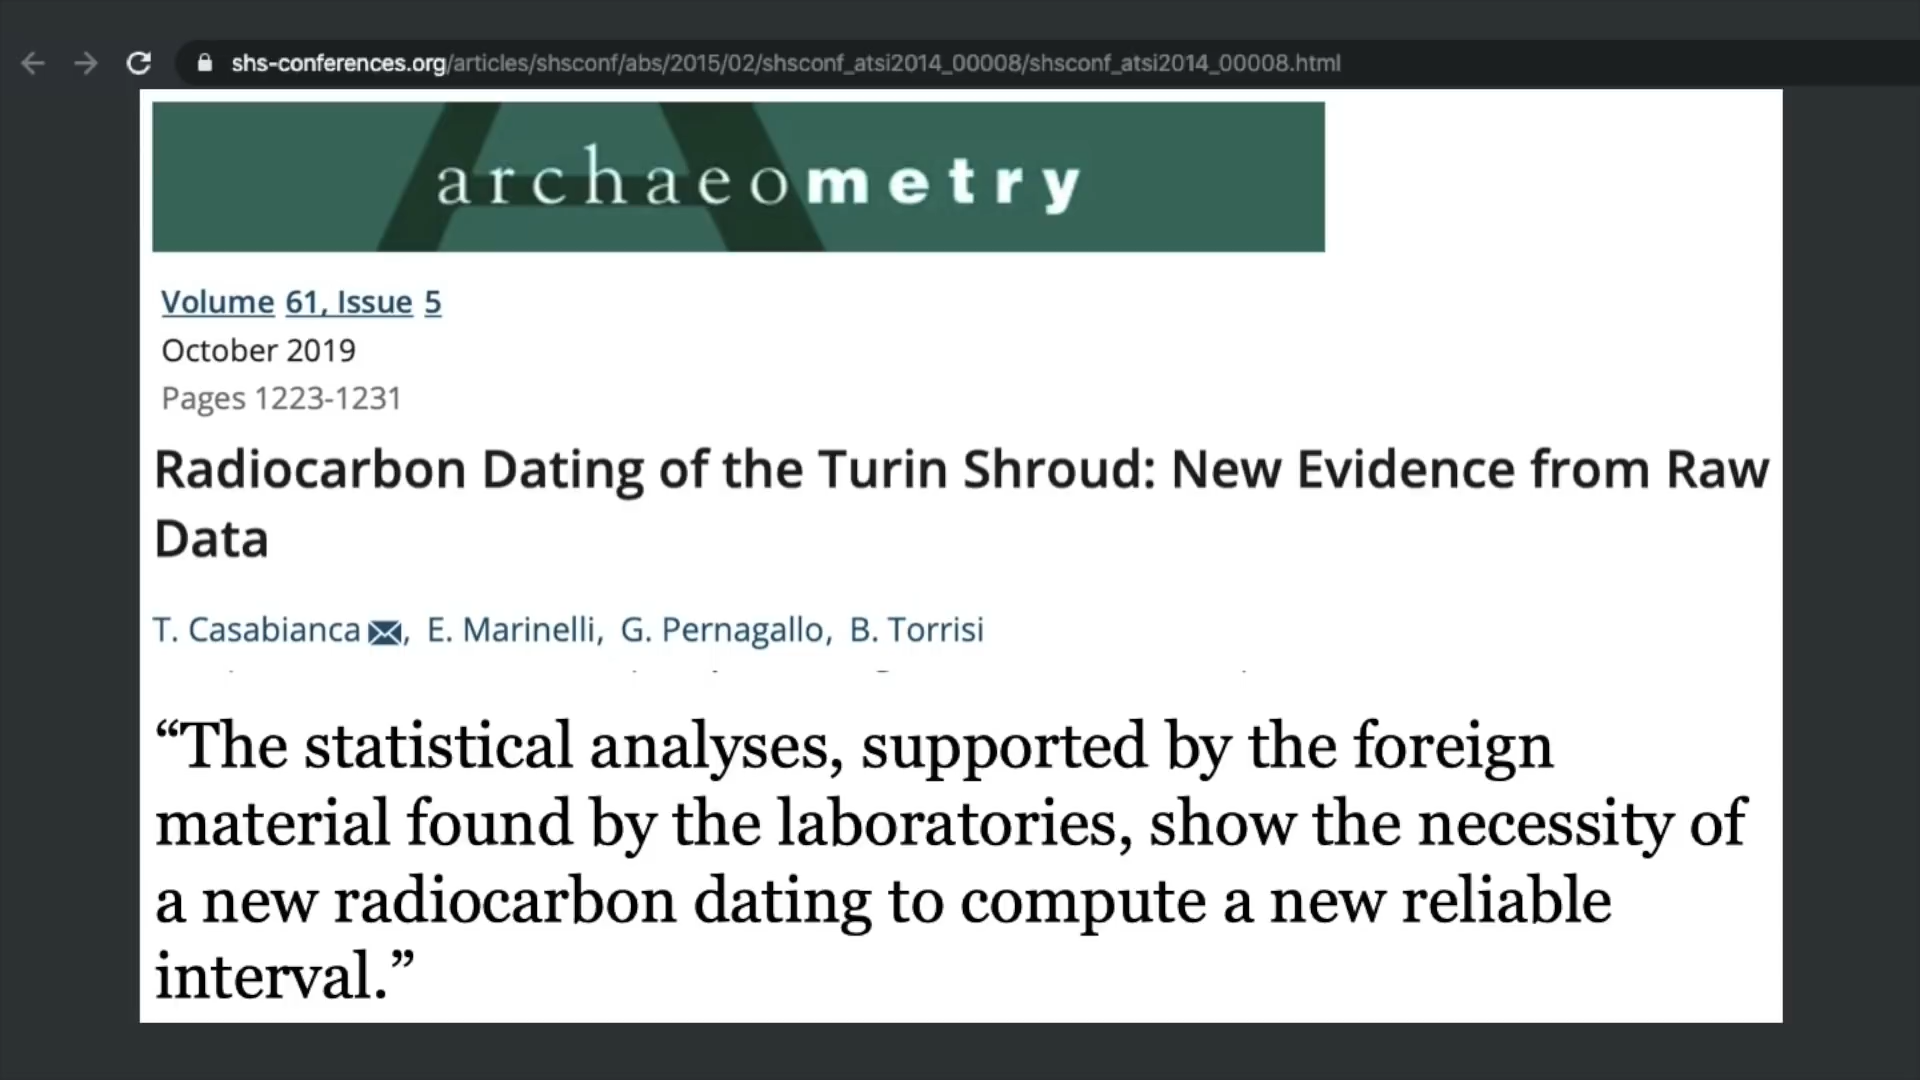 shs-conferences.org/articles/shsconf/abs/2015/02/shsconf_atsi2014_00008/shsconf_atsi2014_00008.html
archaeometry
Volume 61, Issue 5
October 2019
Pages 1223-1231
Radiocarbon Dating of the Turin Shroud: New Evidence from Raw
Data
T. Casabianca, E. Marinelli, G. Pernagallo, B. Torrisi
“The statistical analyses, supported by the foreign
material found by the laboratories, show the necessity of
a new radiocarbon dating to compute a new reliable
interval.”